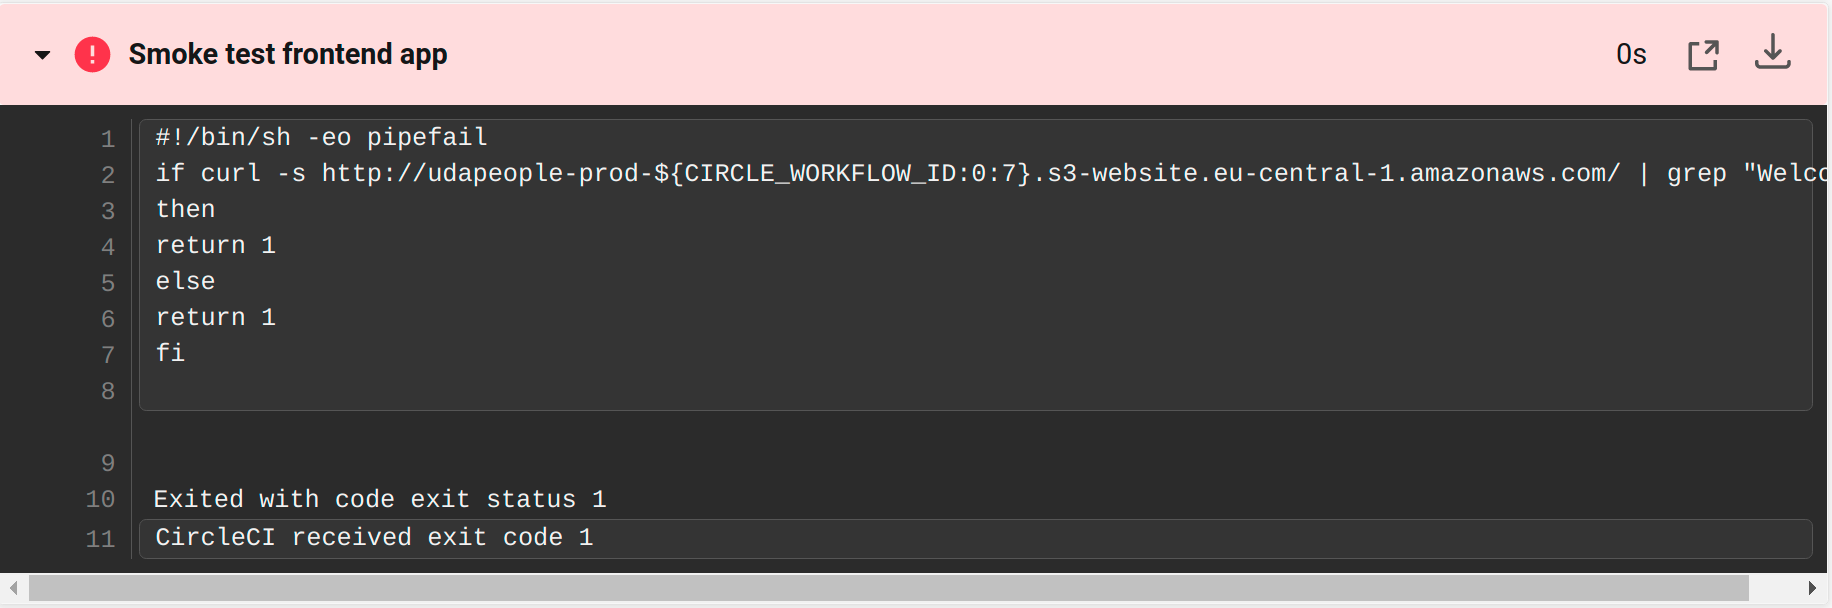 Smoke test frontend app
0s
1 #!/bin/sh -eo pipefail
2 if curl -s http://udapeople-prod-${CIRCLE_WORKFLOW_ID:0:7}.s3-website.eu-central-1.amazonaws.com/ | grep "Welco
3 then
4 return 1
5 else
6 return 1
7 fi
8
9
10 Exited with code exit status 1
11 CircleCI received exit code 1